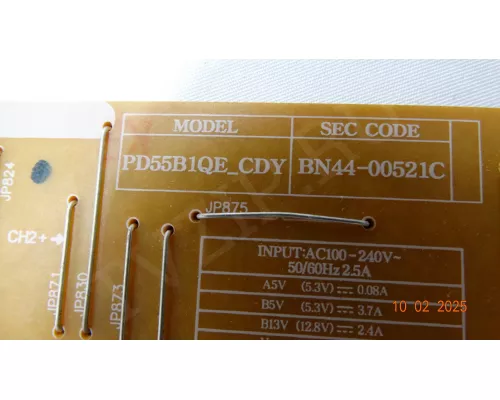 MODEL SEC CODE
PD55B1QE_CDY BN44-00521C
JP824
JP875
CH2+
JP871
JP830
JP873
INPUT:AC100~240V~
50/60Hz 2.5A
A5V (5.3V) 0.08A
B5V (5.3V) 3.7A
B13V (12.8V) 2.4A
10 02 2025